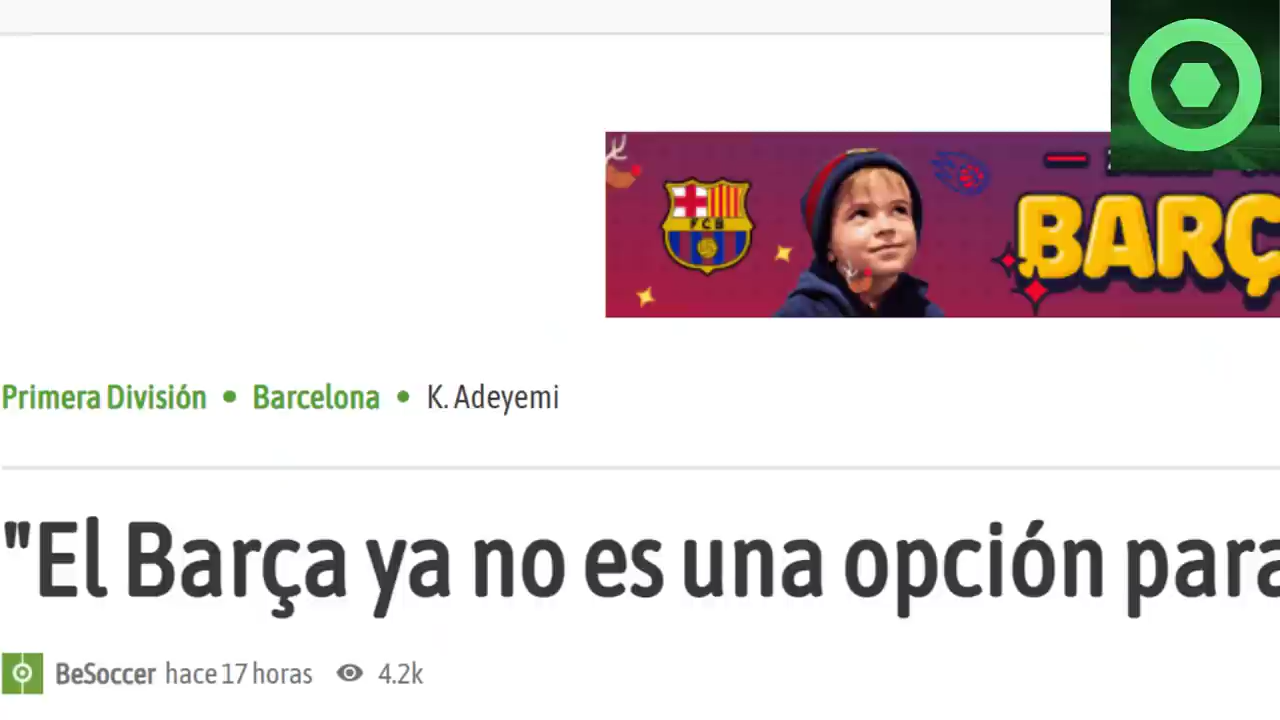 FCB
BARÇ
Primera División • Barcelona • K. Adeyemi
"El Barça ya no es una opción para
BeSoccer hace 17 horas 4.2k